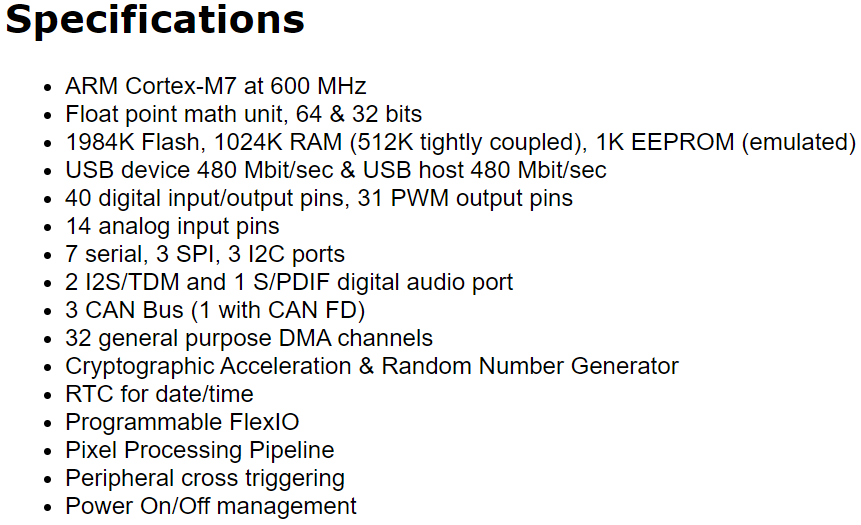 Specifications
• ARM Cortex-M7 at 600 MHz
• Float point math unit, 64 & 32 bits
• 1984K Flash, 1024K RAM (512K tightly coupled), 1K EEPROM (emulated)
• USB device 480 Mbit/sec & USB host 480 Mbit/sec
• 40 digital input/output pins, 31 PWM output pins
• 14 analog input pins
• 7 serial, 3 SPI, 3 I2C ports
• 2 I2S/TDM and 1 S/PDIF digital audio port
• 3 CAN Bus (1 with CAN FD)
• 32 general purpose DMA channels
• Cryptographic Acceleration & Random Number Generator
• RTC for date/time
• Programmable FlexIO
• Pixel Processing Pipeline
• Peripheral cross triggering
• Power On/Off management